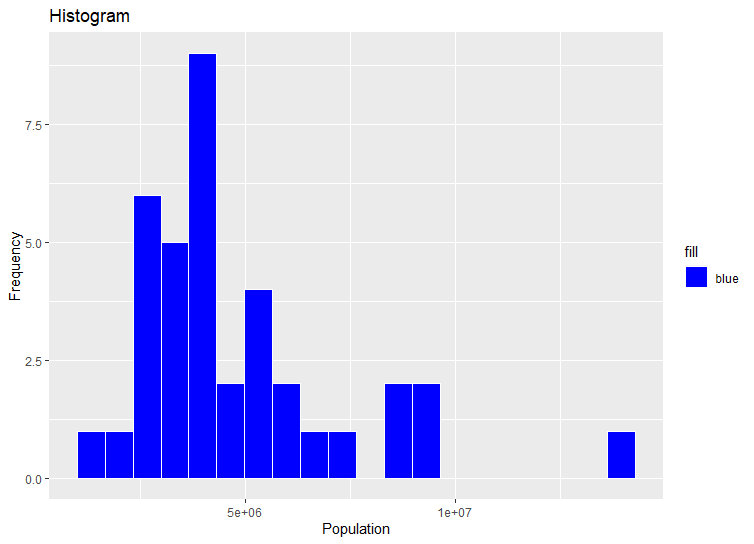 Histogram
7.5
5.0
2.5
0.0
Frequency
5e+06
1e+07
Population
fill
blue